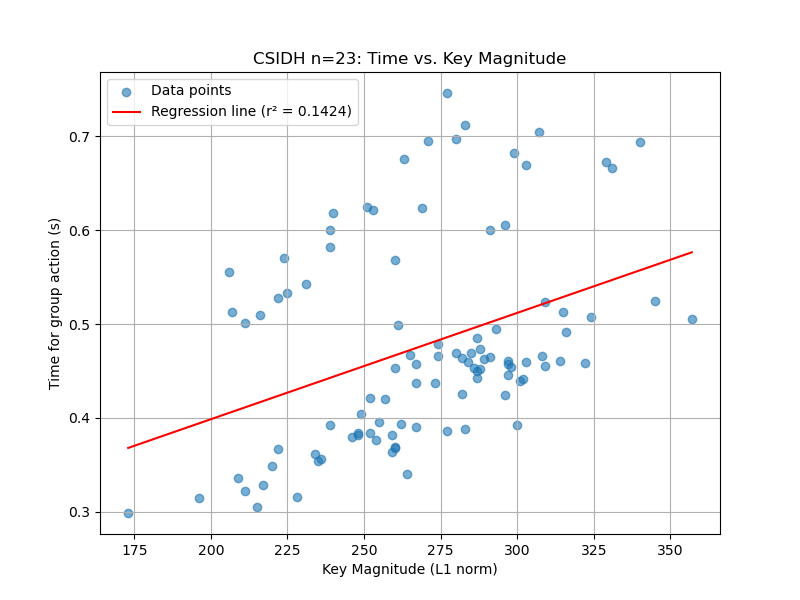 CSIDH n=23: Time vs. Key Magnitude
Data points
Regression line (r² = 0.1424)
Time for group action (s)
0.7
0.6
0.5
0.4
0.3
175 200 225 250 275 300 325 350
Key Magnitude (L1 norm)